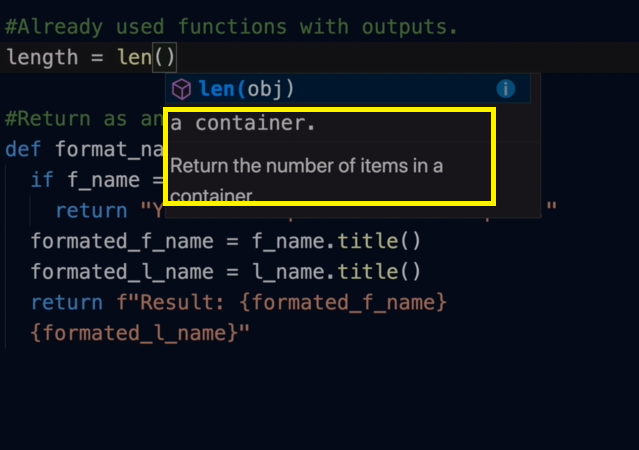 #Already used functions with outputs.
length = len()
len(obj)
a container.
Return the number of items in a
container.
#Return as an
def format_na
if f_name =
return "Y "
formated_f_name = f_name.title()
formated_l_name = l_name.title()
return f"Result: {formated_f_name}
{formated_l_name}"